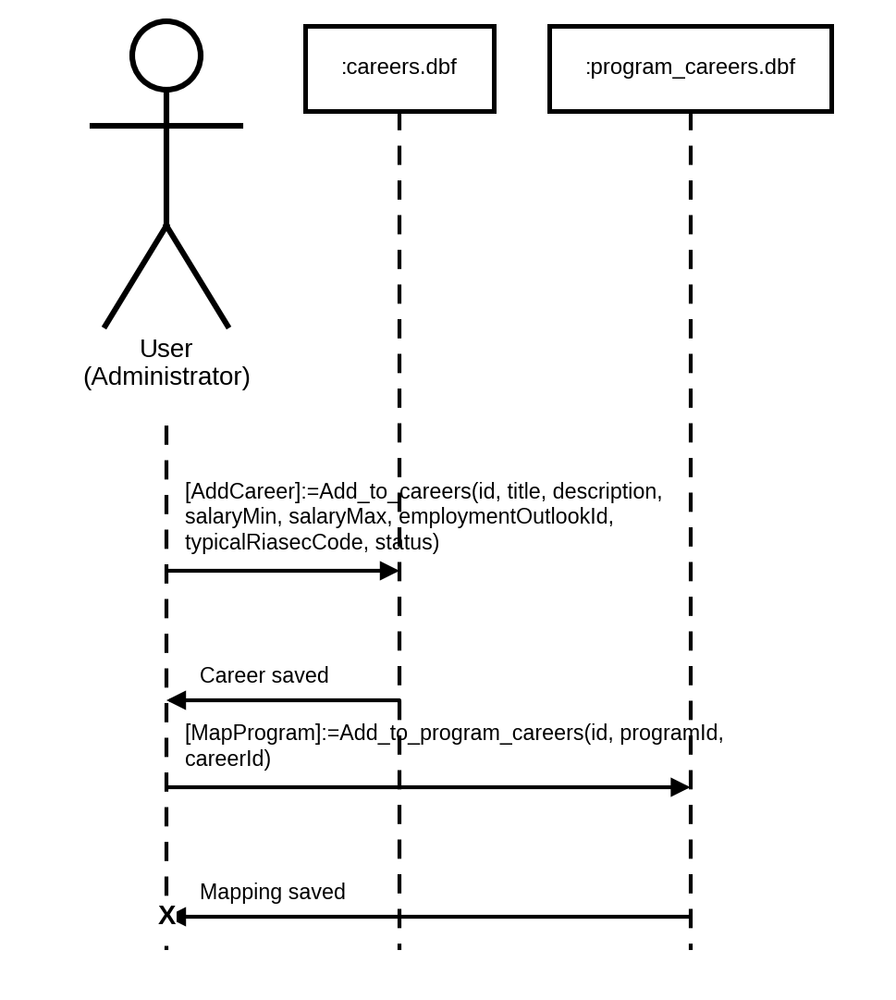 :careers.dbf
:program_careers.dbf
User
(Administrator)
[AddCareer]:=Add_to_careers(id, title, description,
salaryMin, salaryMax, employmentOutlookId,
typicalRiasecCode, status)
Career saved
[MapProgram]:=Add_to_program_careers(id, programId,
careerId)
Mapping saved
X